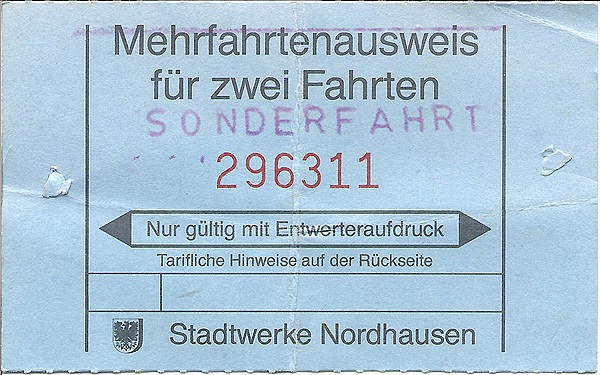 Mehrfahrtenausweis
für zwei Fahrten
SONDERFAHRT
296311
Nur gültig mit Entwerteraufdruck
Tarifliche Hinweise auf der Rückseite
Stadtwerke Nordhausen